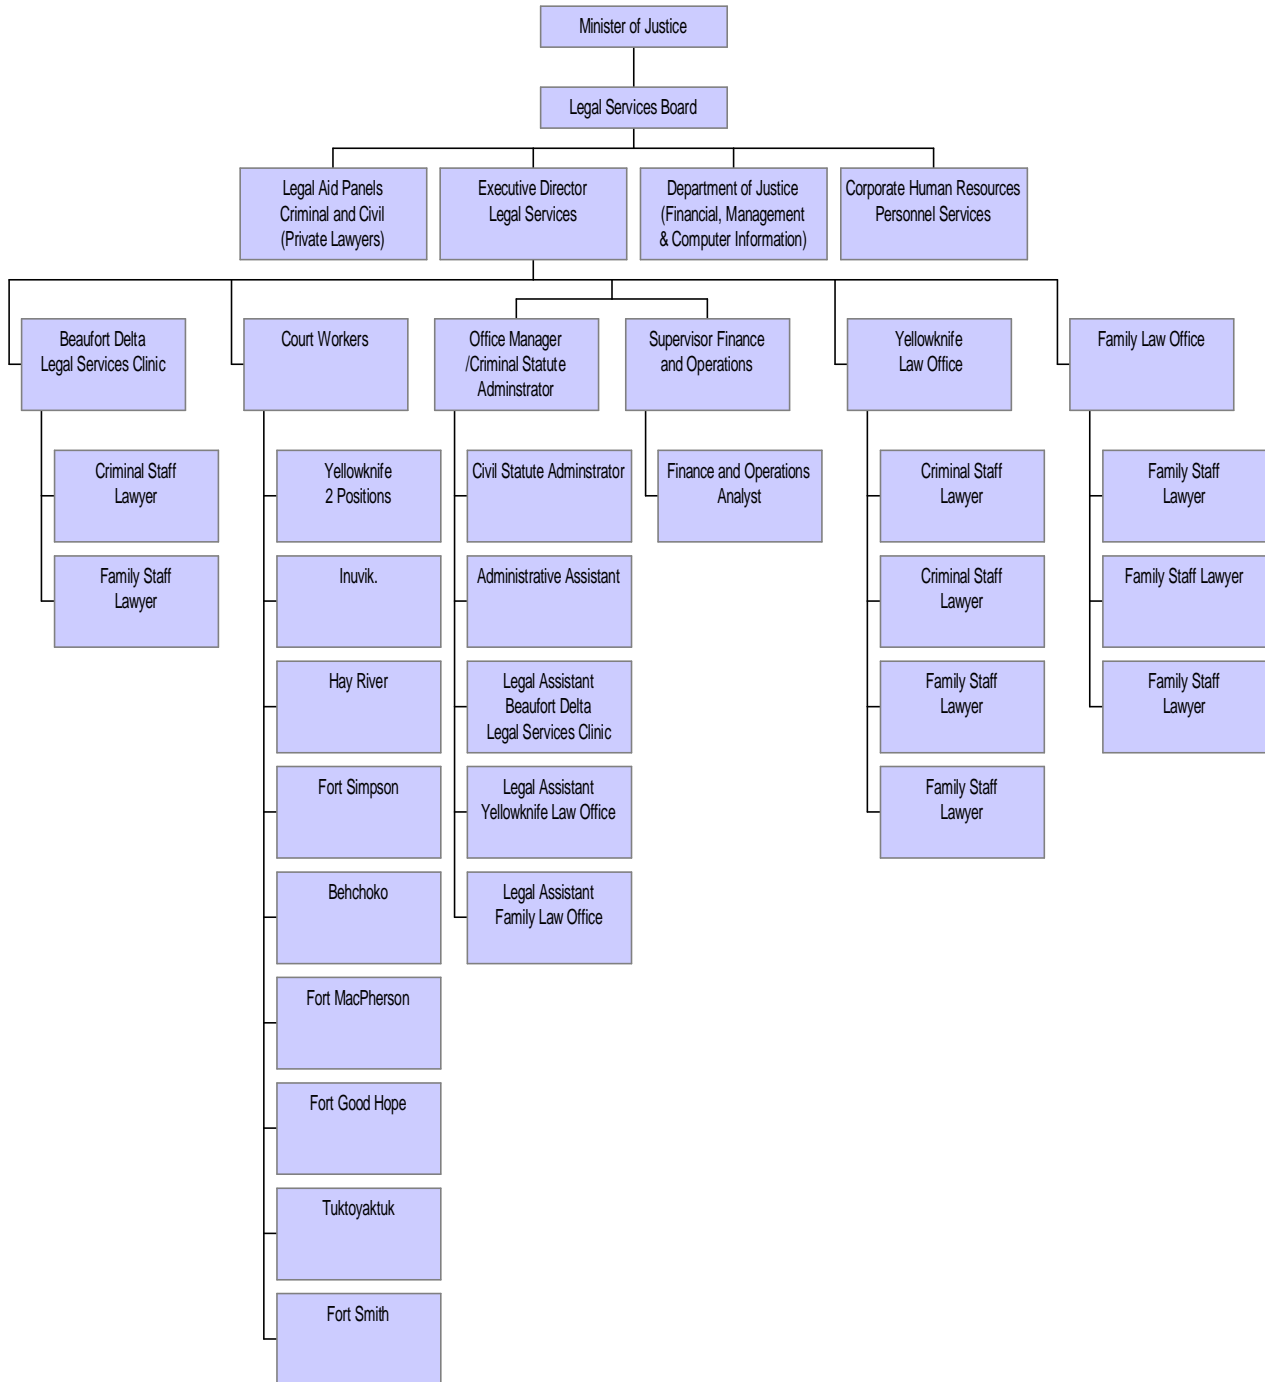 Minister of Justice
Legal Services Board
Legal Aid Panels
Criminal and Civil
(Private Lawyers)
Executive Director
Legal Services
Department of Justice
(Financial, Management
& Computer Information)
Corporate Human Resources
Personnel Services
Beaufort Delta
Legal Services Clinic
Court Workers
Office Manager
/Criminal Statute
Adminstrator
Supervisor Finance
and Operations
Yellowknife
Law Office
Family Law Office
Criminal Staff
Lawyer
Family Staff
Lawyer
Yellowknife
2 Positions
Inuvik.
Hay River
Fort Simpson
Behchoko
Fort MacPherson
Fort Good Hope
Tuktoyaktuk
Fort Smith
Civil Statute Adminstrator
Administrative Assistant
Legal Assistant
Beaufort Delta
Legal Services Clinic
Legal Assistant
Yellowknife Law Office
Legal Assistant
Family Law Office
Finance and Operations
Analyst
Criminal Staff
Lawyer
Criminal Staff
Lawyer
Family Staff
Lawyer
Family Staff
Lawyer
Family Staff
Lawyer
Family Staff Lawyer
Family Staff
Lawyer